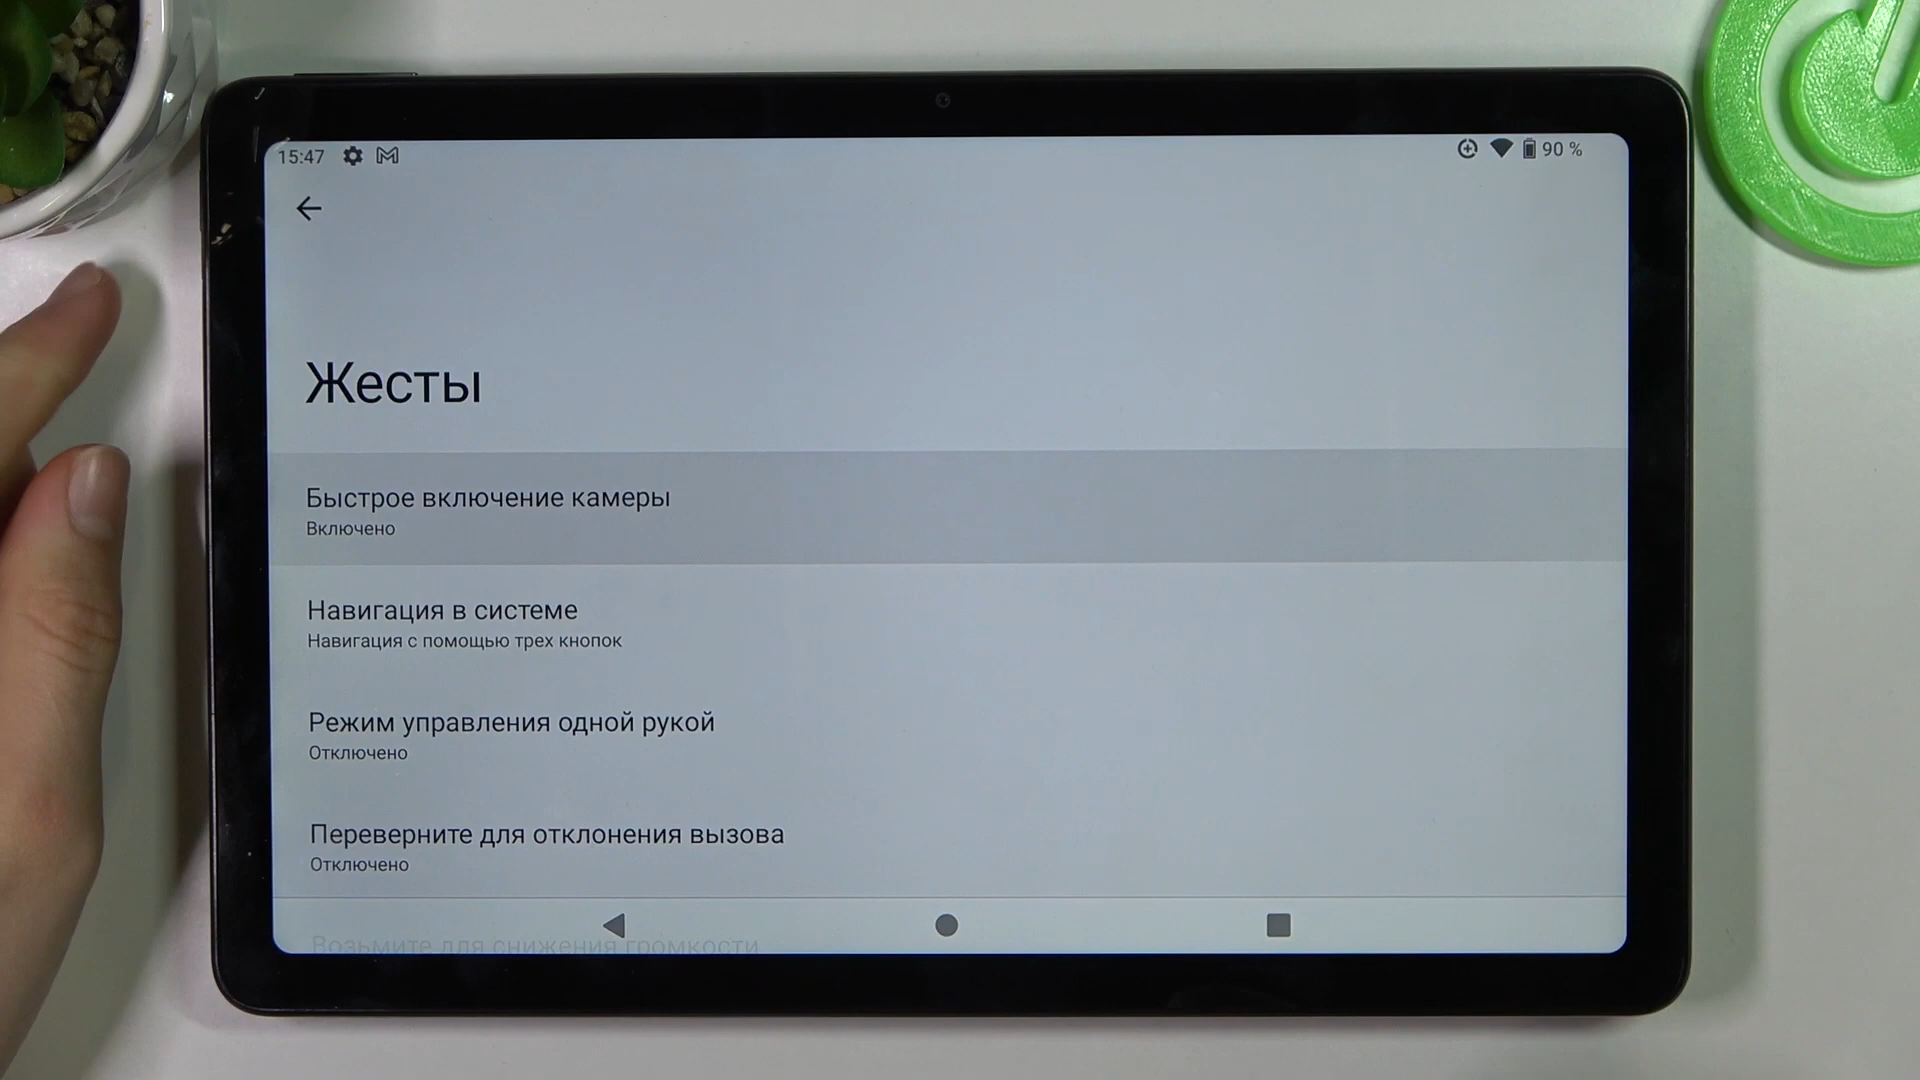 15:47
90 %
Жесты
Быстрое включение камеры
Включено
Навигация в системе
Навигация с помощью трех кнопок
Режим управления одной рукой
Отключено
Переверните для отклонения вызова
Отключено
Возьмите для снижения громкости